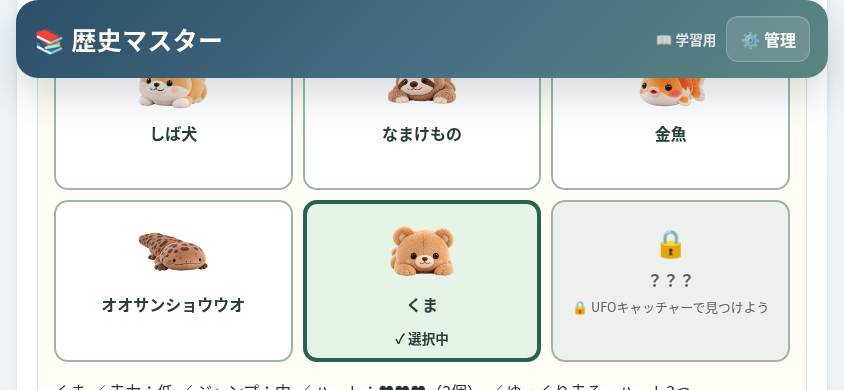 📚 歴史マスター
📖 学習用
⚙️ 管理
しば犬
なまけもの
金魚
オオサンショウウオ
くま
✓ 選択中
🔒
？？？
🔒 UFOキャッチャーで見つけよう